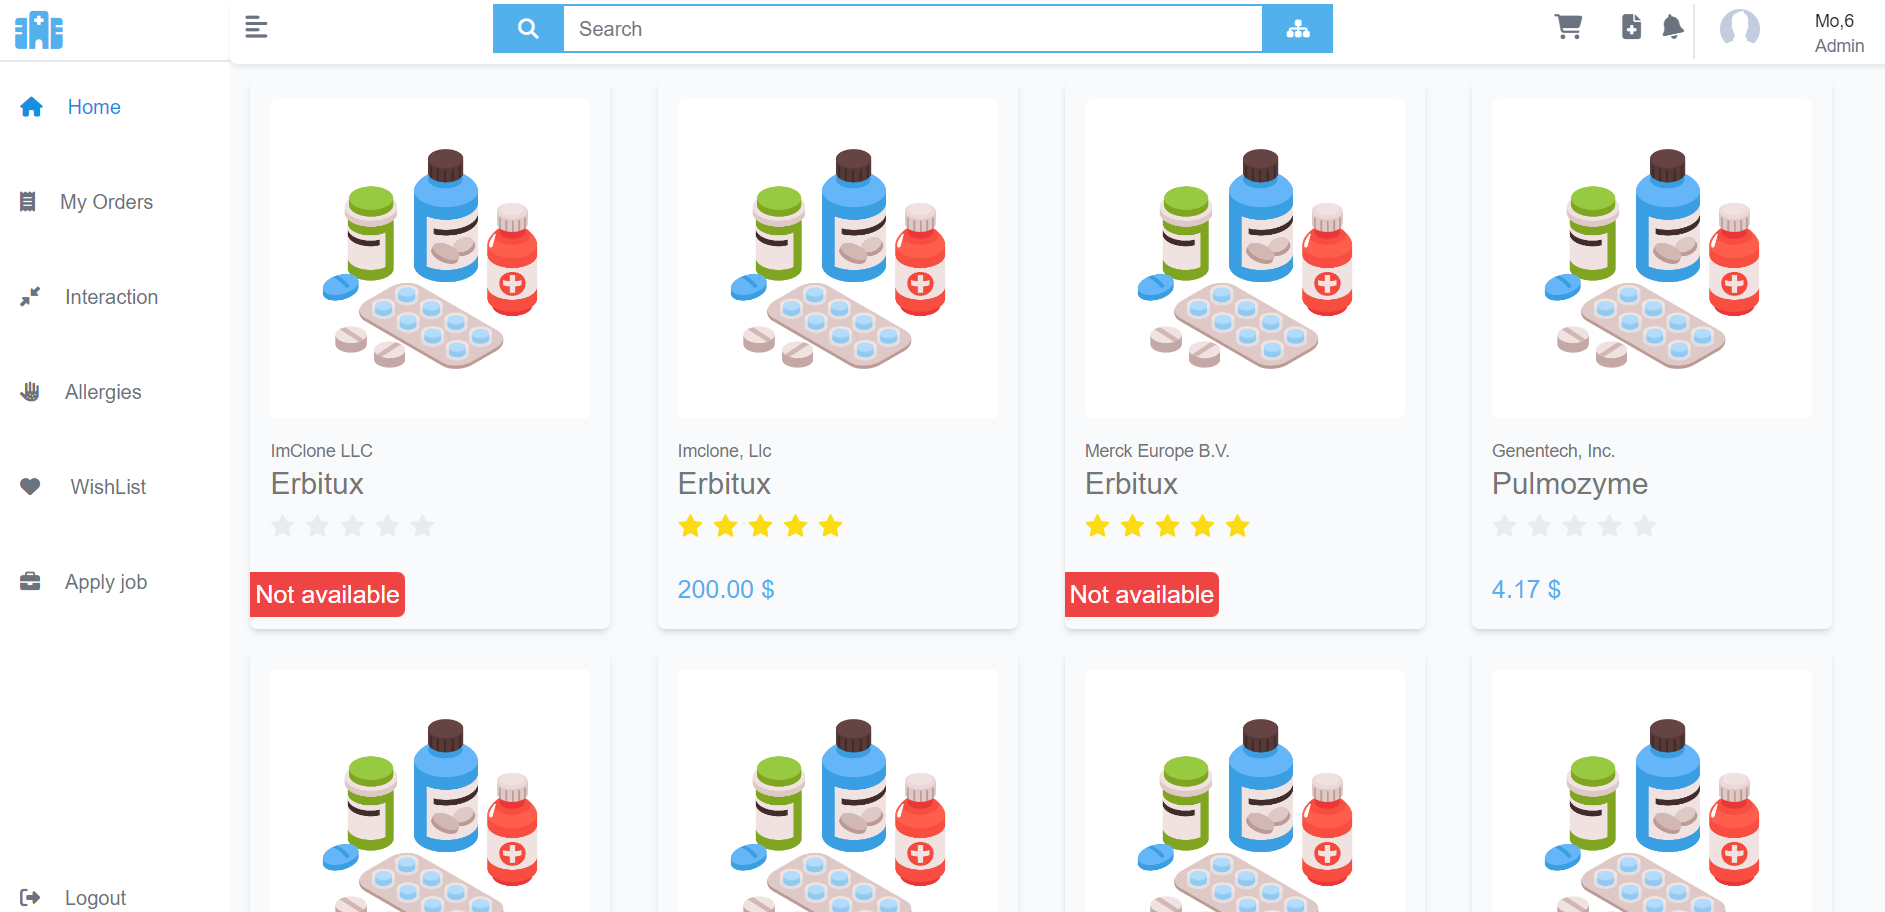 Search
Mo,6
Admin
Home
My Orders
Interaction
Allergies
WishList
Apply job
Logout
ImClone LLC
Erbitux
Not available
Imclone, Llc
Erbitux
200.00 $
Merck Europe B.V.
Erbitux
Not available
Genentech, Inc.
Pulmozyme
4.17 $